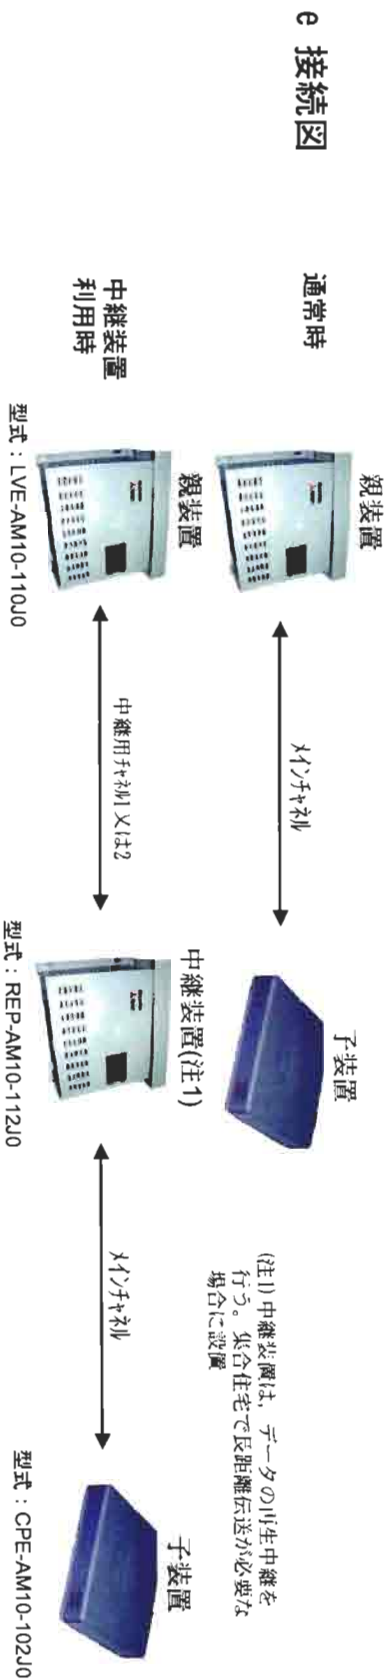 e 接続図
通常時
親装置
メインチャネル
子装置
(注1) 中継装置は，データの再生中継を
行う。集合住宅で長距離伝送が必要な
場合に設置
中継装置
利用時
親装置
中継用チャネル1又は2
中継装置(注1)
メインチャネル
子装置
型式：LVE-AM10-110J0
型式：REP-AM10-112J0
型式：CPE-AM10-102J0